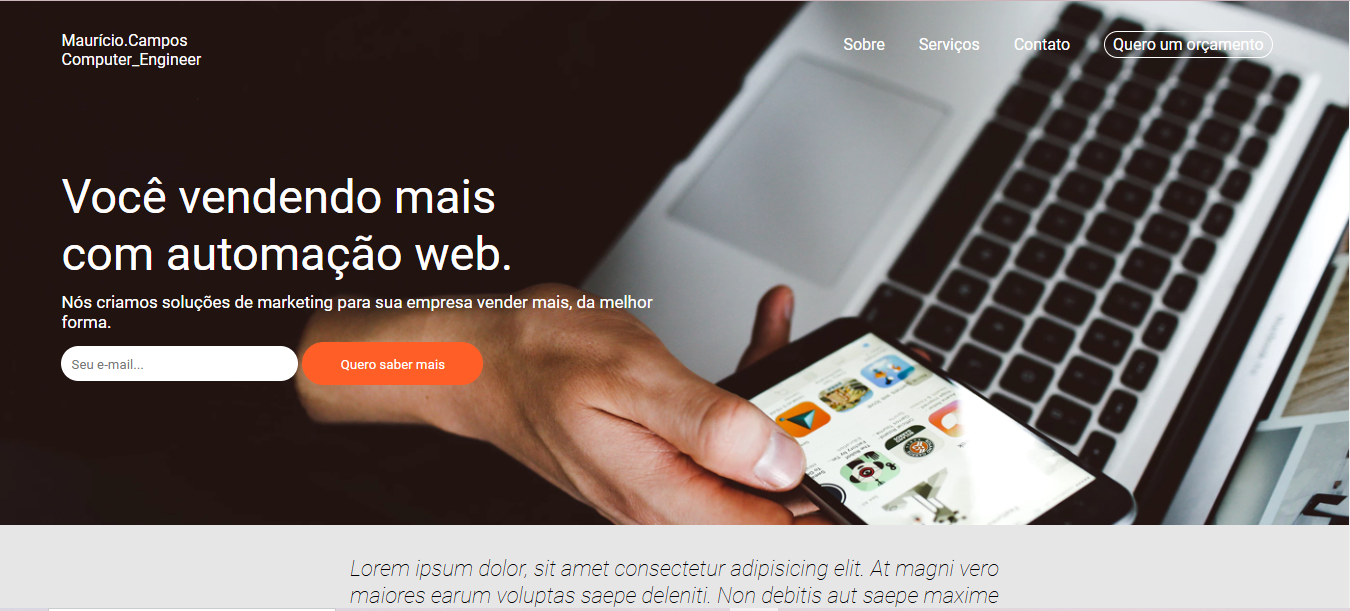 Maurício.Campos
Computer_Engineer
Sobre Serviços Contato Quero um orçamento
Você vendendo mais
com automação web.
Nós criamos soluções de marketing para sua empresa vender mais, da melhor
forma.
Seu e-mail... Quero saber mais
Lorem ipsum dolor, sit amet consectetur adipisicing elit. At magni vero
maiores earum voluptas saepe deleniti. Non debitis aut saepe maxime